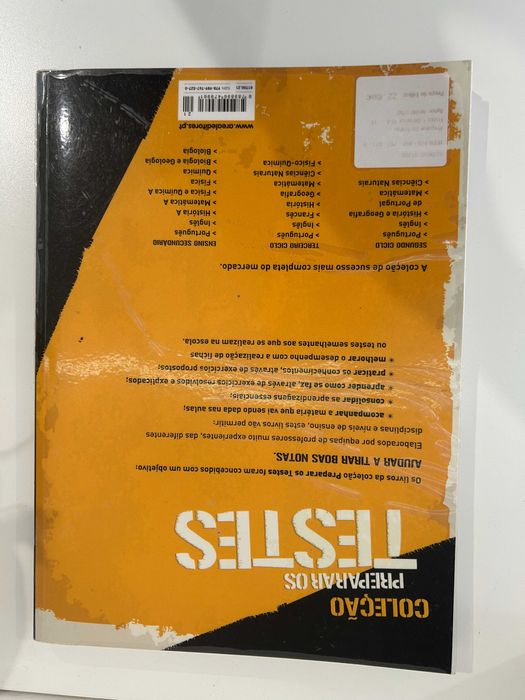 COLEÇÃO
PREPARAR OS
TESTES
Os livros da coleção Preparar os Testes foram concebidos com um objetivo:
AJUDAR A TIRAR BOAS NOTAS.
Elaborados por equipas de professores muito experientes, das diferentes
disciplinas e níveis de ensino, estes livros vão permitir:
* acompanhar a matéria que vai sendo dada nas aulas;
* consolidar as aprendizagens essenciais;
* aprender como se faz, através de exercícios resolvidos e explicados;
* praticar os conhecimentos, através de exercícios propostos;
* melhorar o desempenho com a realização de fichas
ou testes semelhantes aos que se realizam na escola.
A coleção de sucesso mais completa do mercado.
SEGUNDO CICLO
> Português
> Inglês
> História e Geografia
de Portugal
> Matemática
> Ciências Naturais
TERCEIRO CICLO
> Português
> Inglês
> Francês
> História
> Geografia
> Matemática
> Ciências Naturais
> Físico-Química
ENSINO SECUNDÁRIO
> Português
> Inglês
> História A
> Matemática A
> Física e Química A
> Física
> Química
> Biologia e Geologia
> Biologia
www.arealeditores.pt